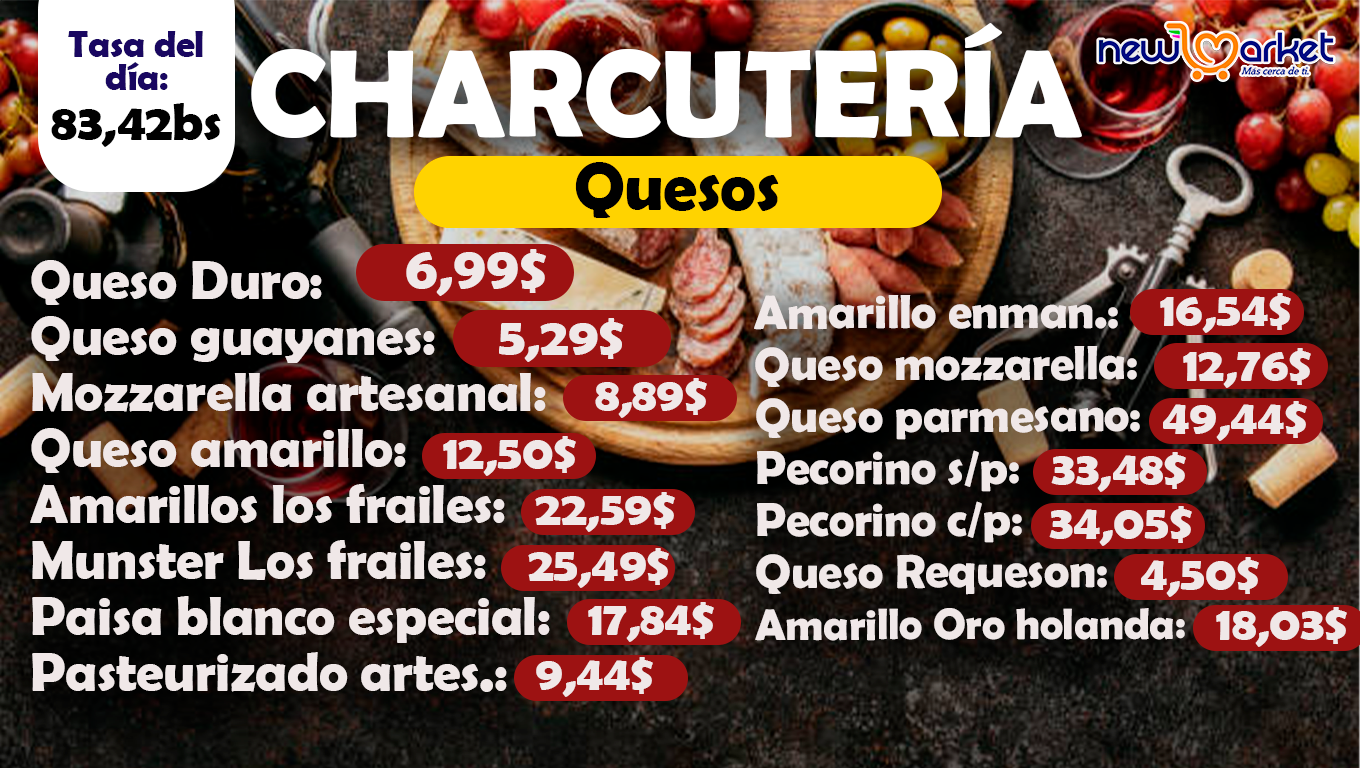 Tasa del
día:
83,42bs
CHARCUTERÍA
new market
Más cerca de ti.
Quesos
Queso Duro: 6,99$
Queso guayanes: 5,29$
Mozzarella artesanal: 8,89$
Queso amarillo: 12,50$
Amarillos los frailes: 22,59$
Munster Los frailes: 25,49$
Paisa blanco especial: 17,84$
Pasteurizado artes.: 9,44$
Amarillo enman.: 16,54$
Queso mozzarella: 12,76$
Queso parmesano: 49,44$
Pecorino s/p: 33,48$
Pecorino c/p: 34,05$
Queso Requeson: 4,50$
Amarillo Oro holanda: 18,03$